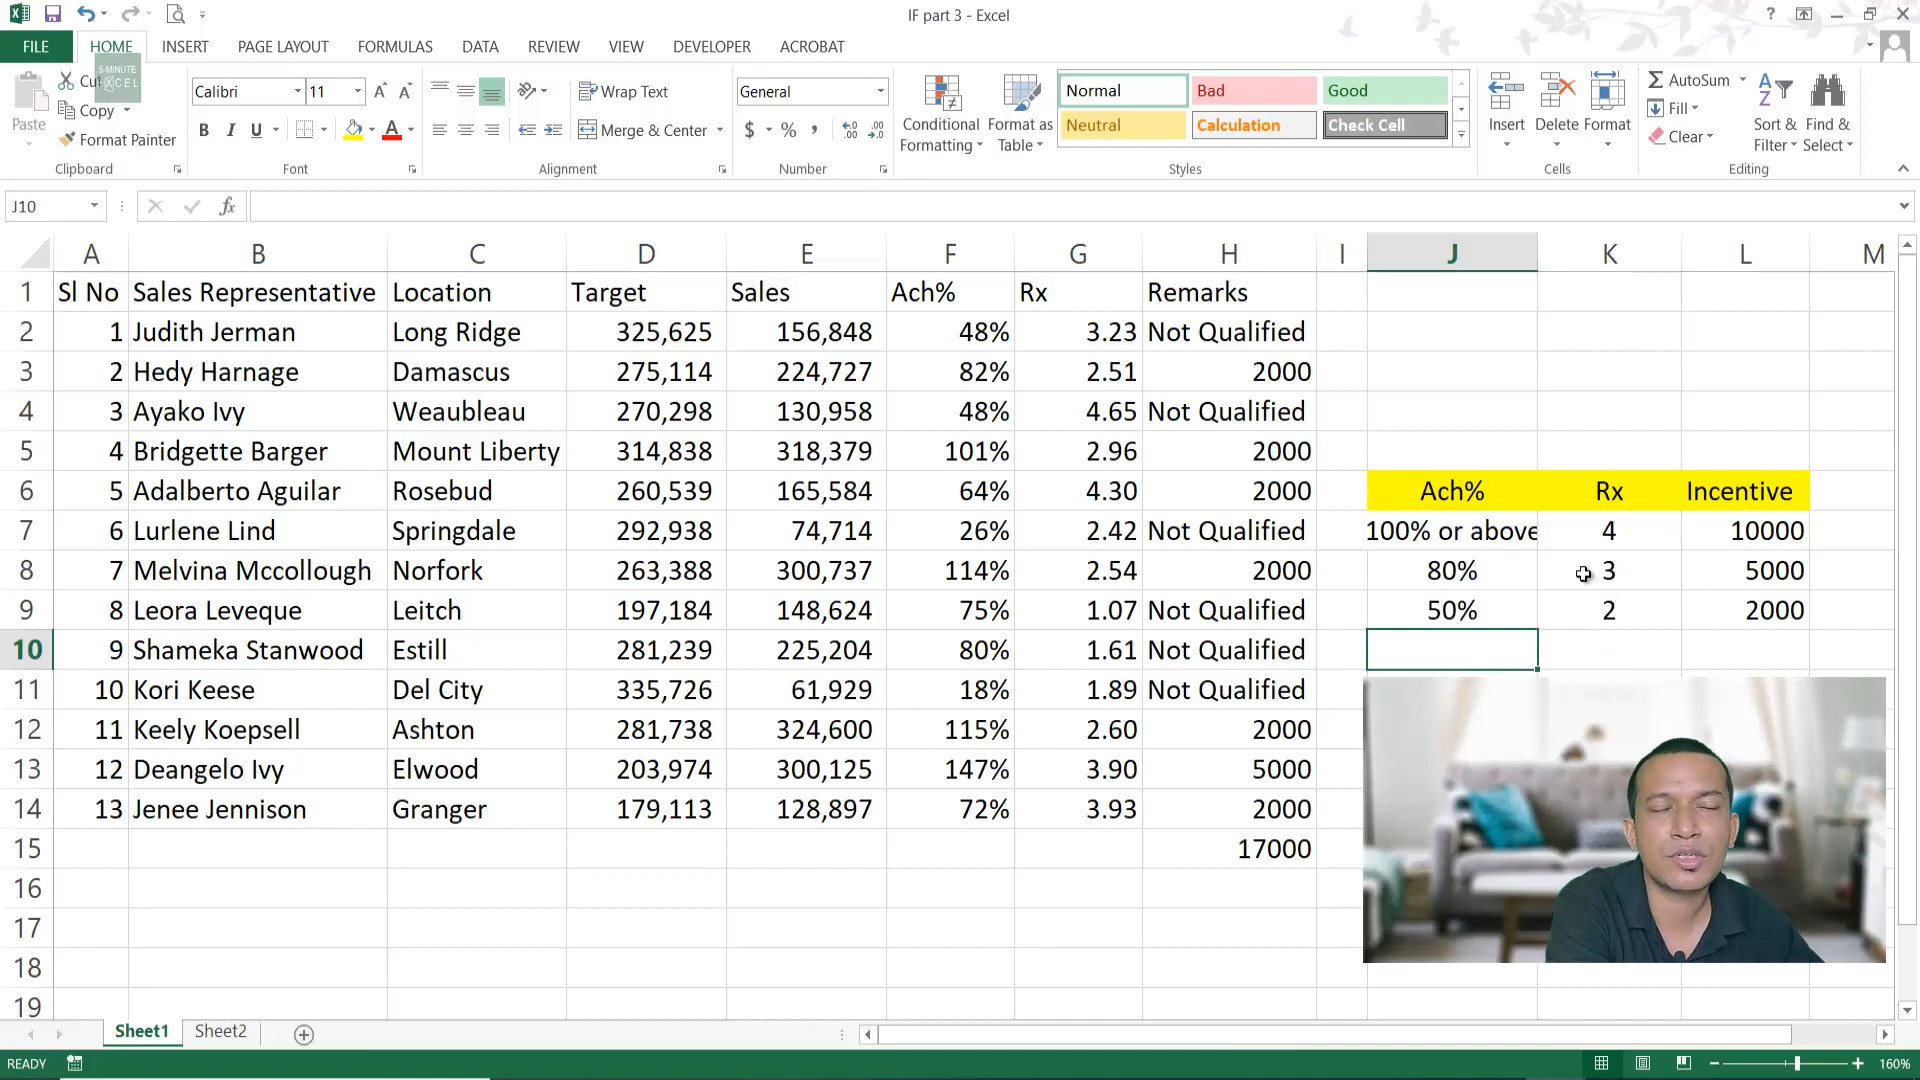 IF part 3 - Excel
FILE HOME INSERT PAGE LAYOUT FORMULAS DATA REVIEW VIEW DEVELOPER ACROBAT
5-MINUTE
EXCEL
Paste
Cut
Copy
Format Painter
Clipboard
Calibri 11
B I U
Font
Wrap Text
Merge & Center
Alignment
General
$ %
Number
Conditional Formatting
Format as Table
Normal Bad Good
Neutral Calculation Check Cell
Styles
Insert Delete Format
Cells
AutoSum
Fill
Clear
Sort & Filter
Find & Select
Editing
J10 fx
A B C D E F G H I J K L M
1 Sl No Sales Representative Location Target Sales Ach% Rx Remarks
2 1 Judith Jerman Long Ridge 325,625 156,848 48% 3.23 Not Qualified
3 2 Hedy Harnage Damascus 275,114 224,727 82% 2.51 2000
4 3 Ayako Ivy Weaubleau 270,298 130,958 48% 4.65 Not Qualified
5 4 Bridgette Barger Mount Liberty 314,838 318,379 101% 2.96 2000
6 5 Adalberto Aguilar Rosebud 260,539 165,584 64% 4.30 2000 Ach% Rx Incentive
7 6 Lurlene Lind Springdale 292,938 74,714 26% 2.42 Not Qualified 100% or above 4 10000
8 7 Melvina Mccollough Norfork 263,388 300,737 114% 2.54 2000 80% 3 5000
9 8 Leora Leveque Leitch 197,184 148,624 75% 1.07 Not Qualified 50% 2 2000
10 9 Shameka Stanwood Estill 281,239 225,204 80% 1.61 Not Qualified
11 10 Kori Keese Del City 335,726 61,929 18% 1.89 Not Qualified
12 11 Keely Koepsell Ashton 281,738 324,600 115% 2.60 2000
13 12 Deangelo Ivy Elwood 203,974 300,125 147% 3.90 5000
14 13 Jenee Jennison Granger 179,113 128,897 72% 3.93 2000
15 17000
16
17
18
19
Sheet1 Sheet2
READY 160%